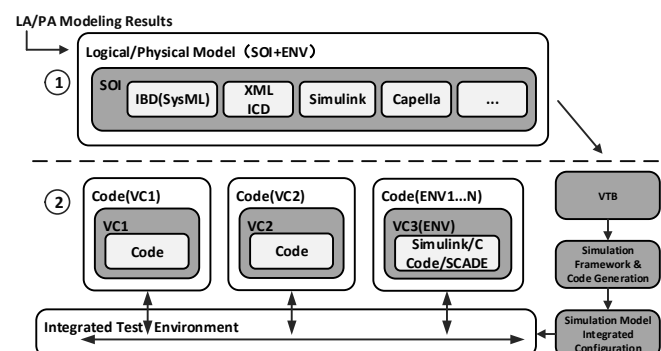 LA/PA Modeling Results
Logical/Physical Model（SOI+ENV）
1
SOI
IBD(SysML)
XML
ICD
Simulink
Capella
...
2
Code(VC1)
VC1
Code
Code(VC2)
VC2
Code
Code(ENV1...N)
VC3(ENV)
Simulink/C
Code/SCADE
VTB
Simulation
Framework &
Code Generation
Simulation Model
Integrated
Configuration
Integrated Test Environment